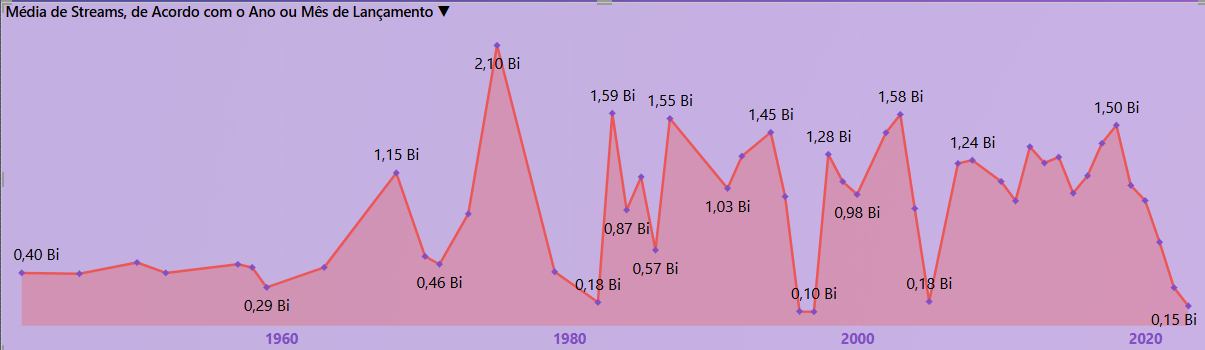 Média de Streams, de Acordo com o Ano ou Mês de Lançamento ▼
2,10 Bi
1,59 Bi
1,55 Bi
1,58 Bi
1,50 Bi
1,45 Bi
1,28 Bi
1,24 Bi
1,15 Bi
1,03 Bi
0,98 Bi
0,87 Bi
0,40 Bi
0,57 Bi
0,46 Bi
0,18 Bi
0,18 Bi
0,10 Bi
0,29 Bi
0,15 Bi
1960
1980
2000
2020